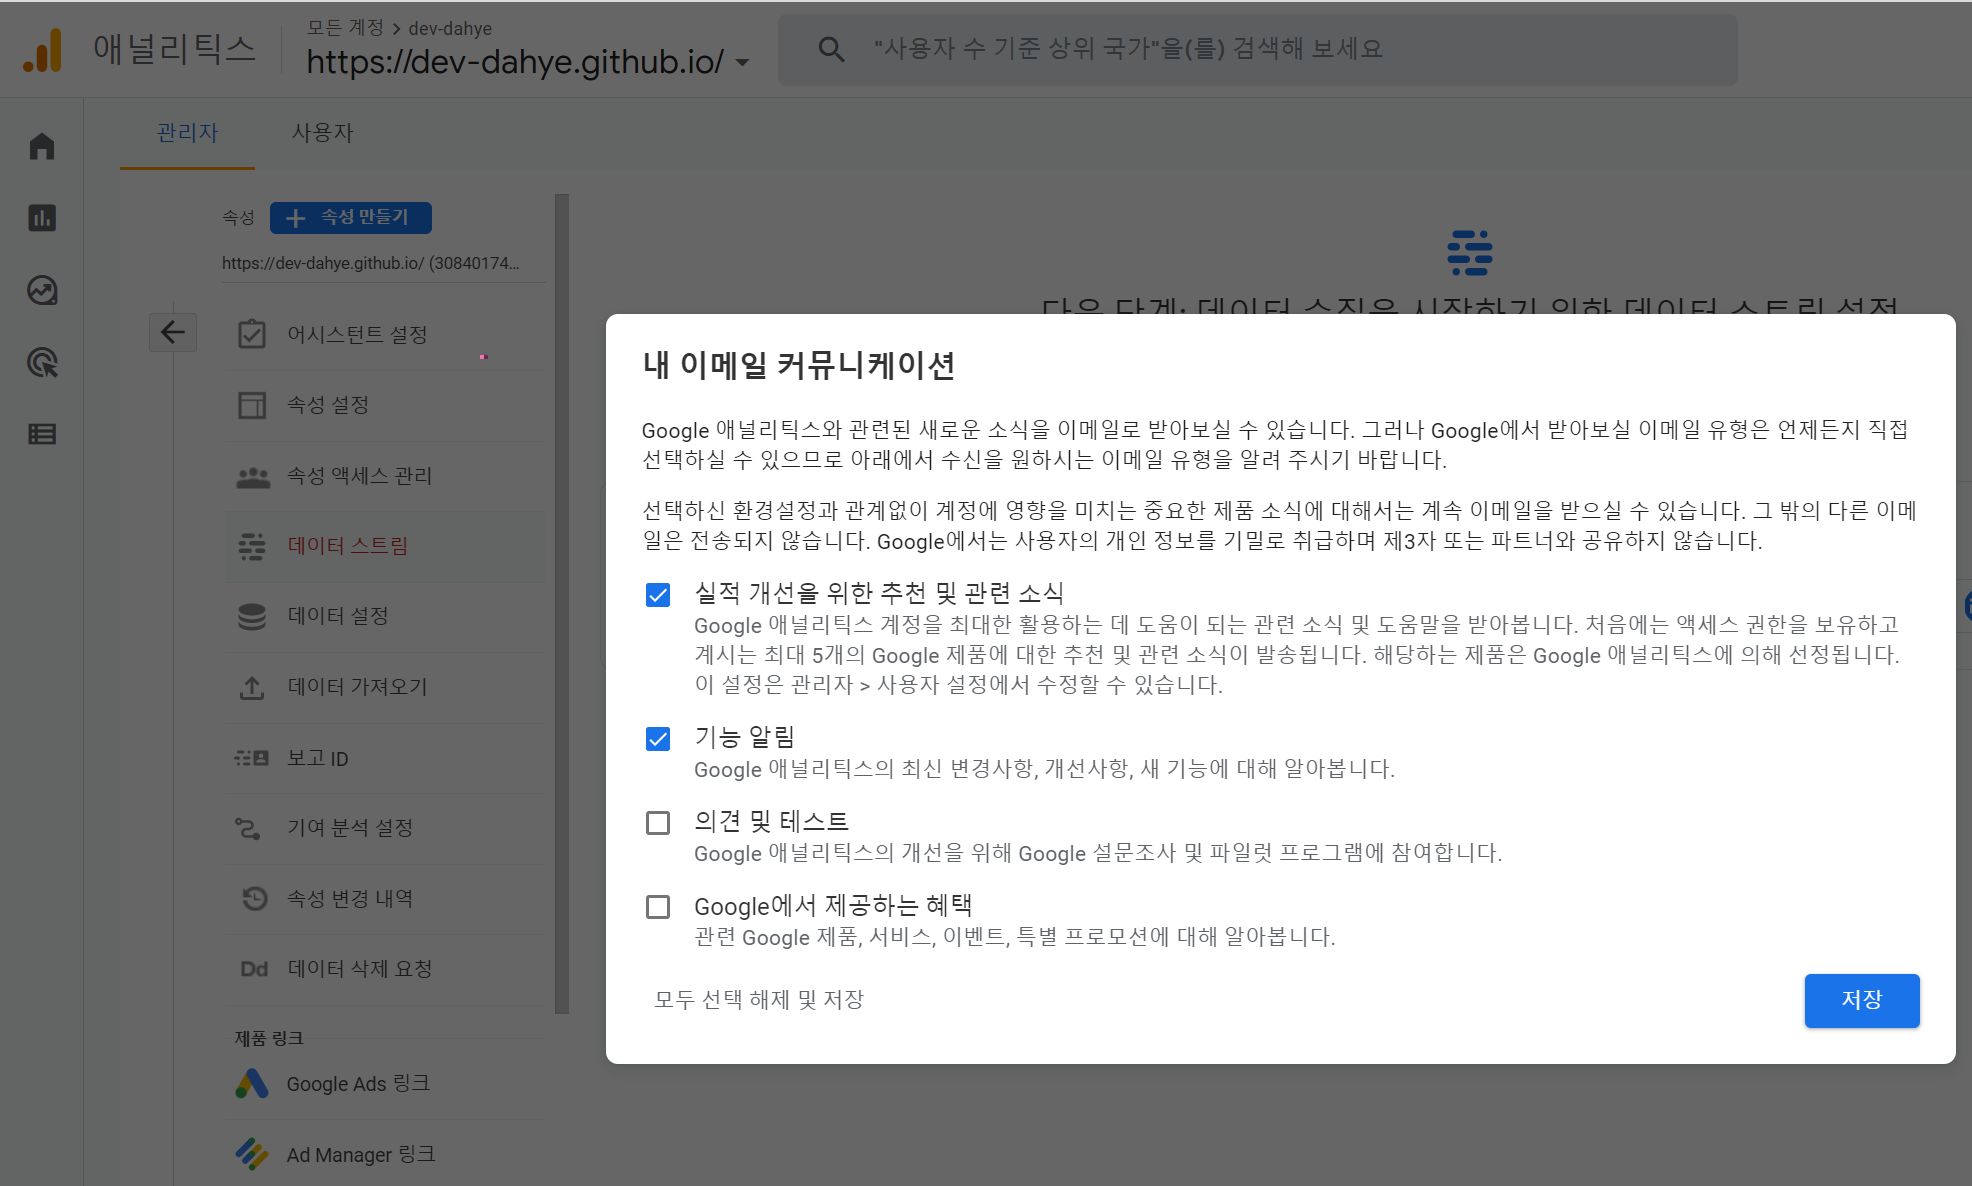 애널리틱스
모든 계정 > dev-dahye
https://dev-dahye.github.io/
"사용자 수 기준 상위 국가"을(를) 검색해 보세요
관리자
사용자
속성
속성 만들기
https://dev-dahye.github.io/ (30840174...
어시스턴트 설정
속성 설정
속성 액세스 관리
데이터 스트림
데이터 설정
데이터 가져오기
보고 ID
기여 분석 설정
속성 변경 내역
Dd 데이터 삭제 요청
제품 링크
Google Ads 링크
Ad Manager 링크
다음 단계: 데이터 수집을 시작하기 위한 데이터 스트림 설정
내 이메일 커뮤니케이션
Google 애널리틱스와 관련된 새로운 소식을 이메일로 받아보실 수 있습니다. 그러나 Google에서 받아보실 이메일 유형은 언제든지 직접
선택하실 수 있으므로 아래에서 수신을 원하시는 이메일 유형을 알려 주시기 바랍니다.
선택하신 환경설정과 관계없이 계정에 영향을 미치는 중요한 제품 소식에 대해서는 계속 이메일을 받으실 수 있습니다. 그 밖의 다른 이메
일은 전송되지 않습니다. Google에서는 사용자의 개인 정보를 기밀로 취급하며 제3자 또는 파트너와 공유하지 않습니다.
실적 개선을 위한 추천 및 관련 소식
Google 애널리틱스 계정을 최대한 활용하는 데 도움이 되는 관련 소식 및 도움말을 받아봅니다. 처음에는 액세스 권한을 보유하고
계시는 최대 5개의 Google 제품에 대한 추천 및 관련 소식이 발송됩니다. 해당하는 제품은 Google 애널리틱스에 의해 선정됩니다.
이 설정은 관리자 > 사용자 설정에서 수정할 수 있습니다.
기능 알림
Google 애널리틱스의 최신 변경사항, 개선사항, 새 기능에 대해 알아봅니다.
의견 및 테스트
Google 애널리틱스의 개선을 위해 Google 설문조사 및 파일럿 프로그램에 참여합니다.
Google에서 제공하는 혜택
관련 Google 제품, 서비스, 이벤트, 특별 프로모션에 대해 알아봅니다.
모두 선택 해제 및 저장
저장